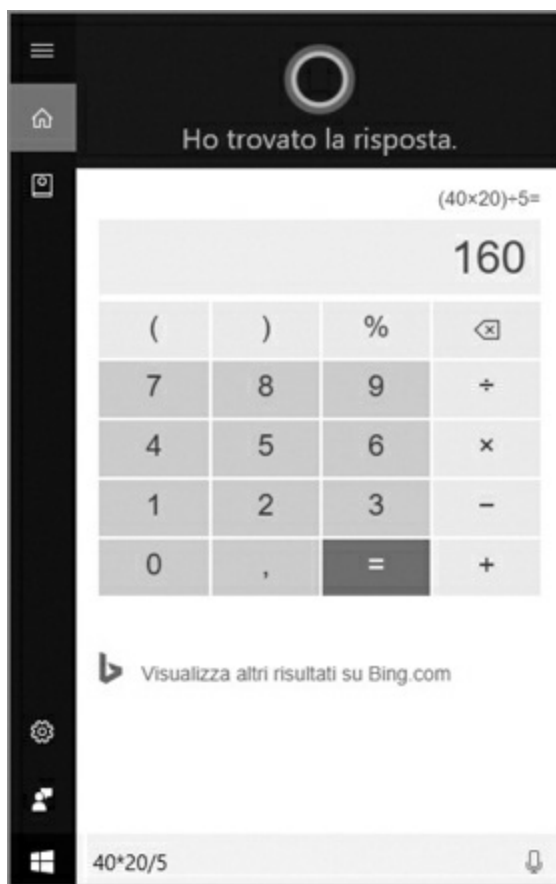 Ho trovato la risposta.
(40×20)÷5=
160
( ) %
7 8 9 ÷
4 5 6 ×
1 2 3 −
0 , = +
Visualizza altri risultati su Bing.com
40*20/5